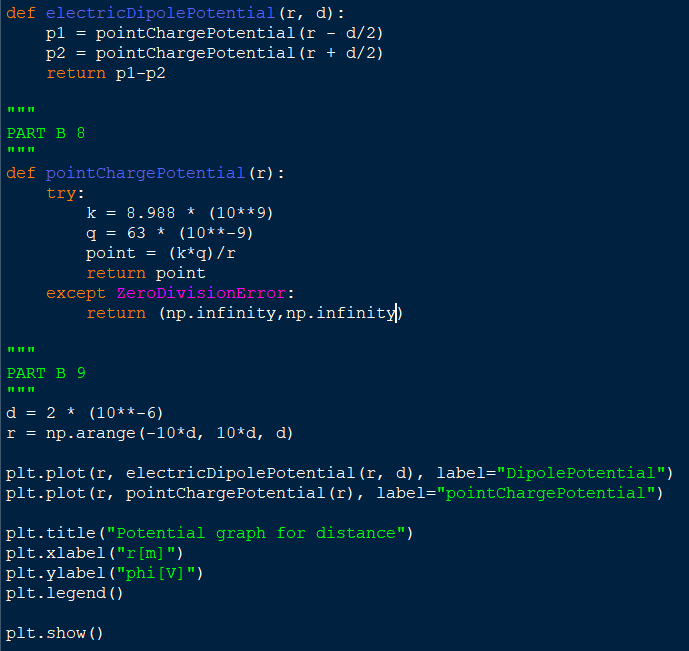 def electricDipolePotential(r, d):
    p1 = pointChargePotential(r - d/2)
    p2 = pointChargePotential(r + d/2)
    return p1-p2
"""
PART B 8
"""
def pointChargePotential(r):
    try:
        k = 8.988 * (10**9)
        q = 63 * (10**-9)
        point = (k*q)/r
        return point
    except ZeroDivisionError:
        return (np.infinity,np.infinity)
"""
PART B 9
"""
d = 2 * (10**-6)
r = np.arange(-10*d, 10*d, d)
plt.plot(r, electricDipolePotential(r, d), label="DipolePotential")
plt.plot(r, pointChargePotential(r), label="pointChargePotential")
plt.title("Potential graph for distance")
plt.xlabel("r[m]")
plt.ylabel("phi[V]")
plt.legend()
plt.show()